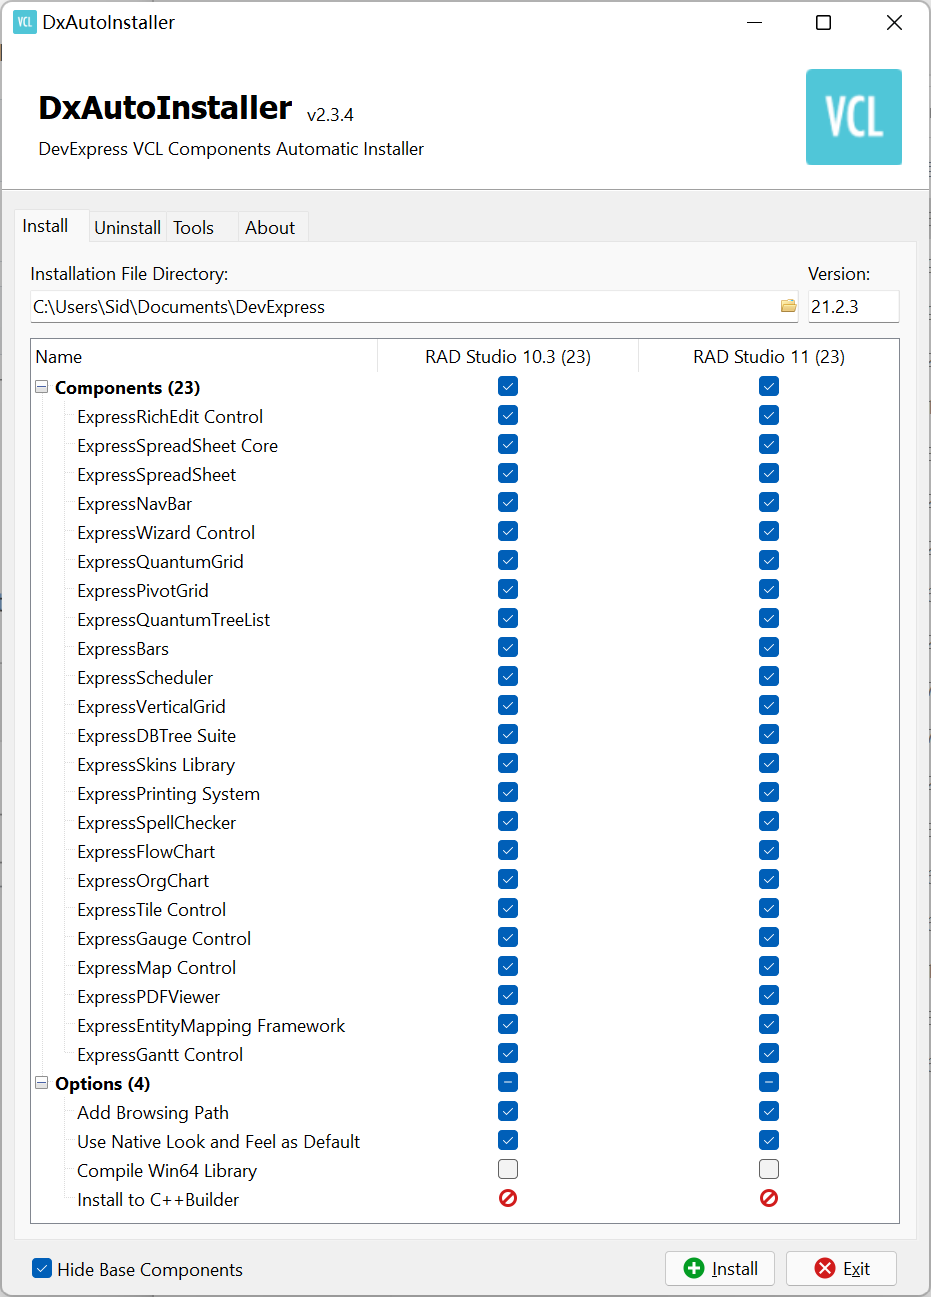 VCL DxAutoInstaller
DxAutoInstaller v2.3.4
DevExpress VCL Components Automatic Installer
VCL
Install Uninstall Tools About
Installation File Directory: Version:
C:\Users\Sid\Documents\DevExpress 21.2.3
Name RAD Studio 10.3 (23) RAD Studio 11 (23)
Components (23)
ExpressRichEdit Control
ExpressSpreadSheet Core
ExpressSpreadSheet
ExpressNavBar
ExpressWizard Control
ExpressQuantumGrid
ExpressPivotGrid
ExpressQuantumTreeList
ExpressBars
ExpressScheduler
ExpressVerticalGrid
ExpressDBTree Suite
ExpressSkins Library
ExpressPrinting System
ExpressSpellChecker
ExpressFlowChart
ExpressOrgChart
ExpressTile Control
ExpressGauge Control
ExpressMap Control
ExpressPDFViewer
ExpressEntityMapping Framework
ExpressGantt Control
Options (4)
Add Browsing Path
Use Native Look and Feel as Default
Compile Win64 Library
Install to C++Builder
Hide Base Components Install Exit